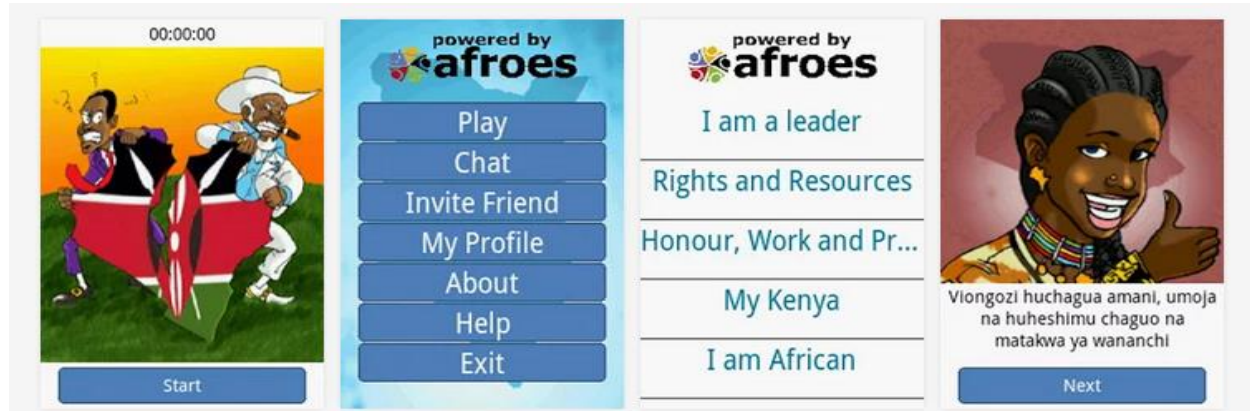 00:00:00
Start
powered by
afroes
Play
Chat
Invite Friend
My Profile
About
Help
Exit
powered by
afroes
I am a leader
Rights and Resources
Honour, Work and Pr...
My Kenya
I am African
Viongozi huchagua amani, umoja
na huheshimu chaguo na
matakwa ya wananchi
Next